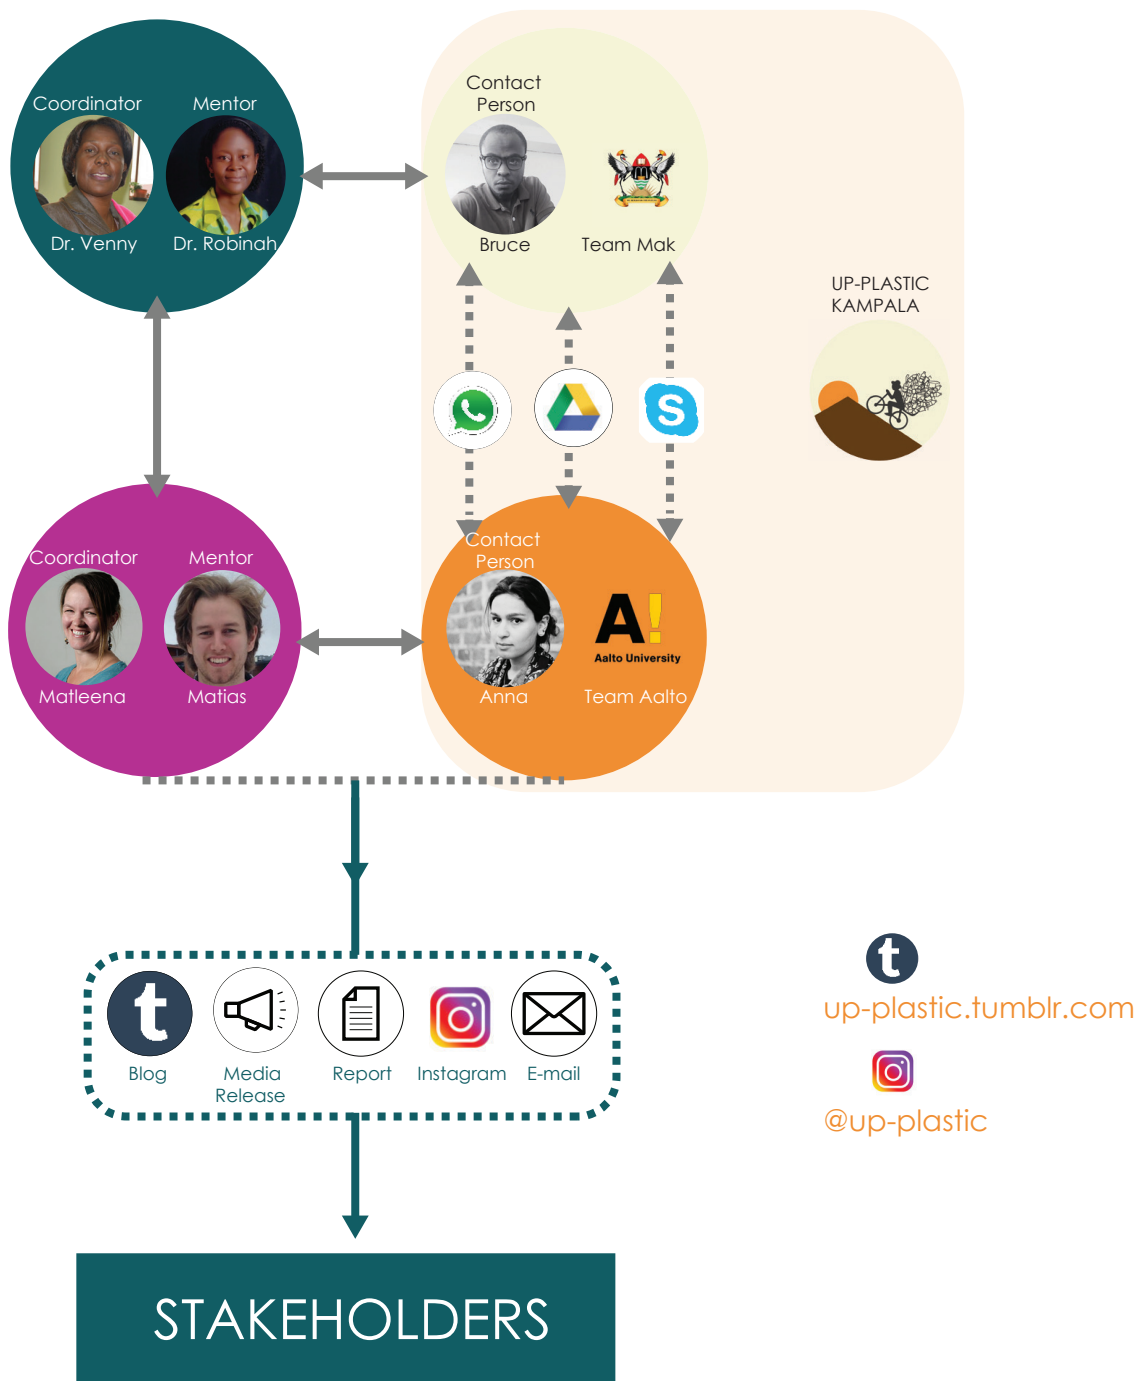 Coordinator
Mentor
Dr. Venny
Dr. Robinah
Contact
Person
Bruce
Team Mak
UP-PLASTIC
KAMPALA
S
Coordinator
Mentor
Matleena
Matias
Contact
Person
Anna
A!
Aalto University
Team Aalto
t
Blog
Media
Release
Report
Instagram
E-mail
t
up-plastic.tumblr.com
@up-plastic
STAKEHOLDERS